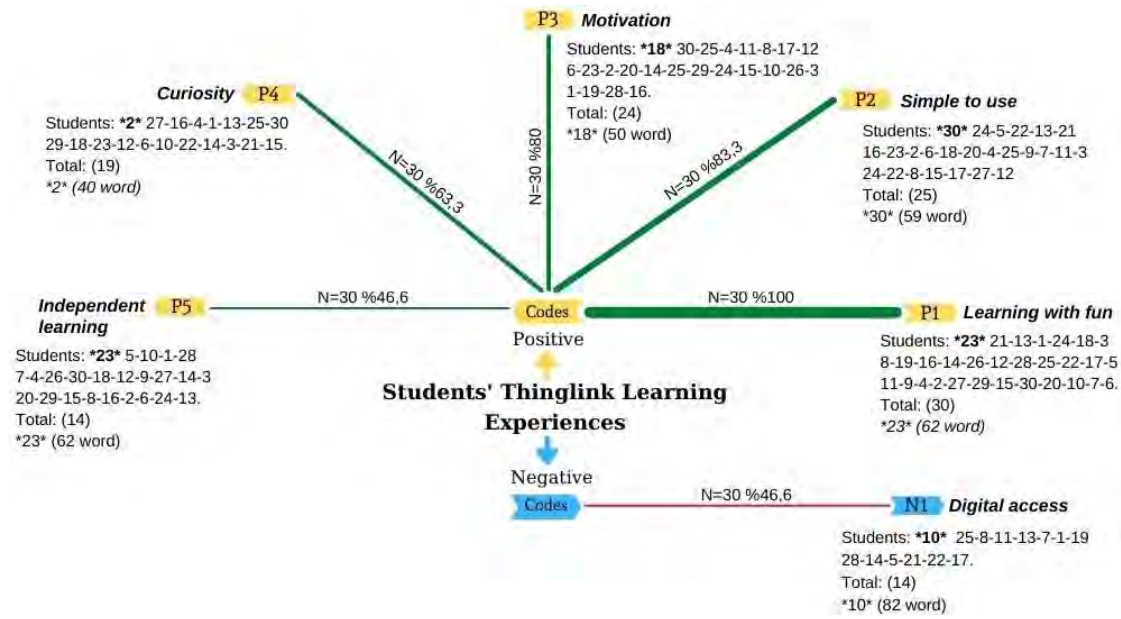 P3 Motivation
Students: *18* 30-25-4-11-8-17-12
6-23-2-20-14-25-29-24-15-10-26-3
1-19-28-16.
Total: (24)
*18* (50 word)
N=30 %80
Curiosity P4
Students: *2* 27-16-4-1-13-25-30
29-18-23-12-6-10-22-14-3-21-15.
Total: (19)
*2* (40 word)
N=30 %63,3
P2 Simple to use
Students: *30* 24-5-22-13-21
16-23-2-6-18-20-4-25-9-7-11-3
24-22-8-15-17-27-12
Total: (25)
*30* (59 word)
N=30 %83,3
Independent P5
learning
Students: *23* 5-10-1-28
7-4-26-30-18-12-9-27-14-3
20-29-15-8-16-2-6-24-13.
Total: (14)
*23* (62 word)
N=30 %46,6
Codes
Positive
N=30 %100
P1 Learning with fun
Students: *23* 21-13-1-24-18-3
8-19-16-14-26-12-28-25-22-17-5
11-9-4-2-27-29-15-30-20-10-7-6.
Total: (30)
*23* (62 word)
Students' Thinglink Learning
Experiences
Negative
Codes
N=30 %46,6
N1 Digital access
Students: *10* 25-8-11-13-7-1-19
28-14-5-21-22-17.
Total: (14)
*10* (82 word)